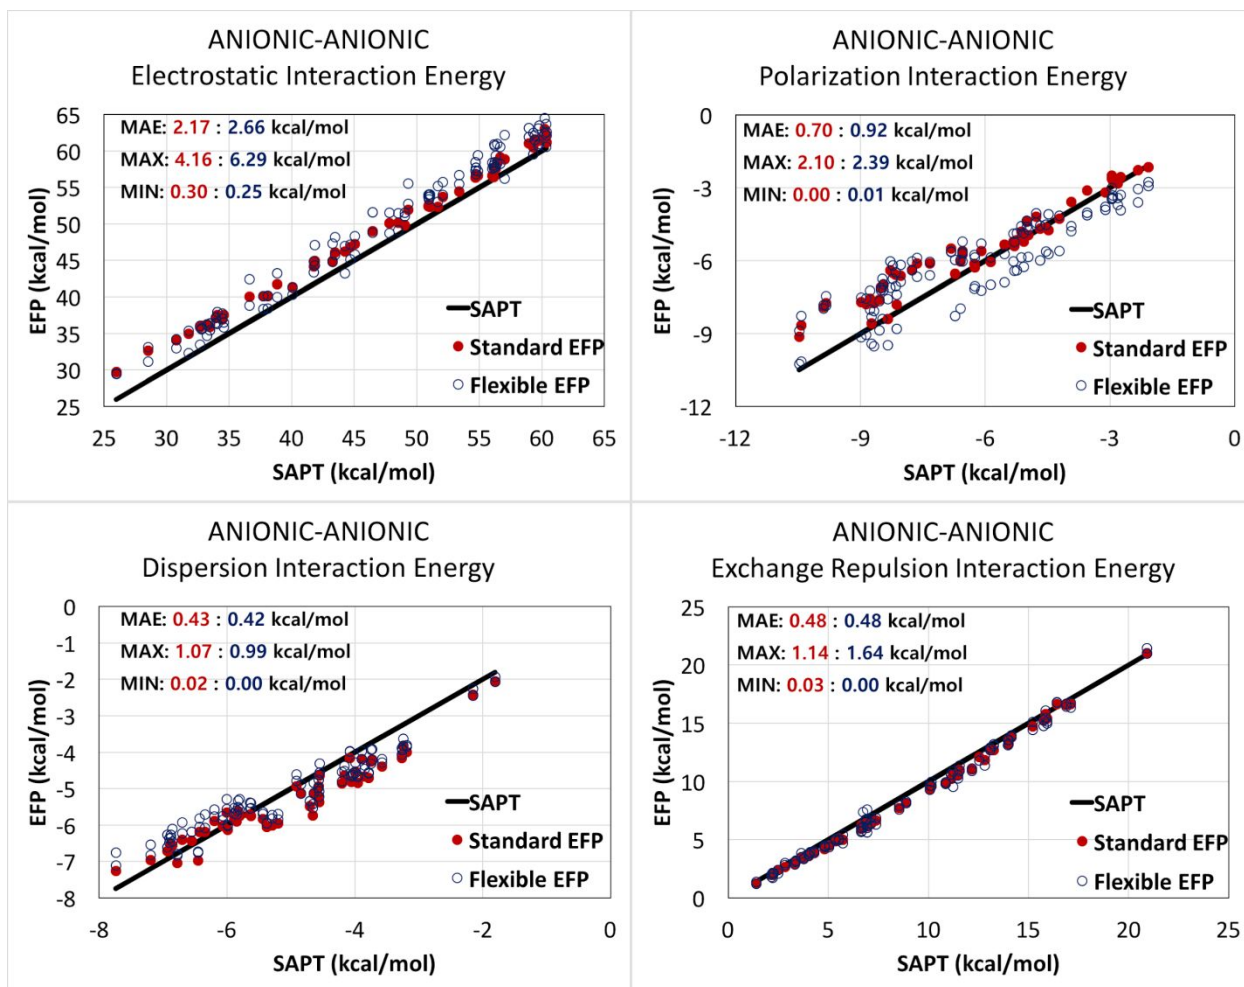 ANIONIC-ANIONIC
Electrostatic Interaction Energy
MAE: 2.17 : 2.66 kcal/mol
MAX: 4.16 : 6.29 kcal/mol
MIN: 0.30 : 0.25 kcal/mol
65
60
55
50
45
40
35
30
25
EFP (kcal/mol)
SAPT
Standard EFP
Flexible EFP
25 30 35 40 45 50 55 60 65
SAPT (kcal/mol)
ANIONIC-ANIONIC
Polarization Interaction Energy
MAE: 0.70 : 0.92 kcal/mol
MAX: 2.10 : 2.39 kcal/mol
MIN: 0.00 : 0.01 kcal/mol
0
-3
-6
-9
-12
EFP (kcal/mol)
SAPT
Standard EFP
Flexible EFP
-12 -9 -6 -3 0
SAPT (kcal/mol)
ANIONIC-ANIONIC
Dispersion Interaction Energy
MAE: 0.43 : 0.42 kcal/mol
MAX: 1.07 : 0.99 kcal/mol
MIN: 0.02 : 0.00 kcal/mol
0
-1
-2
-3
-4
-5
-6
-7
-8
EFP (kcal/mol)
SAPT
Standard EFP
Flexible EFP
-8 -6 -4 -2 0
SAPT (kcal/mol)
ANIONIC-ANIONIC
Exchange Repulsion Interaction Energy
MAE: 0.48 : 0.48 kcal/mol
MAX: 1.14 : 1.64 kcal/mol
MIN: 0.03 : 0.00 kcal/mol
25
20
15
10
5
0
EFP (kcal/mol)
SAPT
Standard EFP
Flexible EFP
0 5 10 15 20 25
SAPT (kcal/mol)